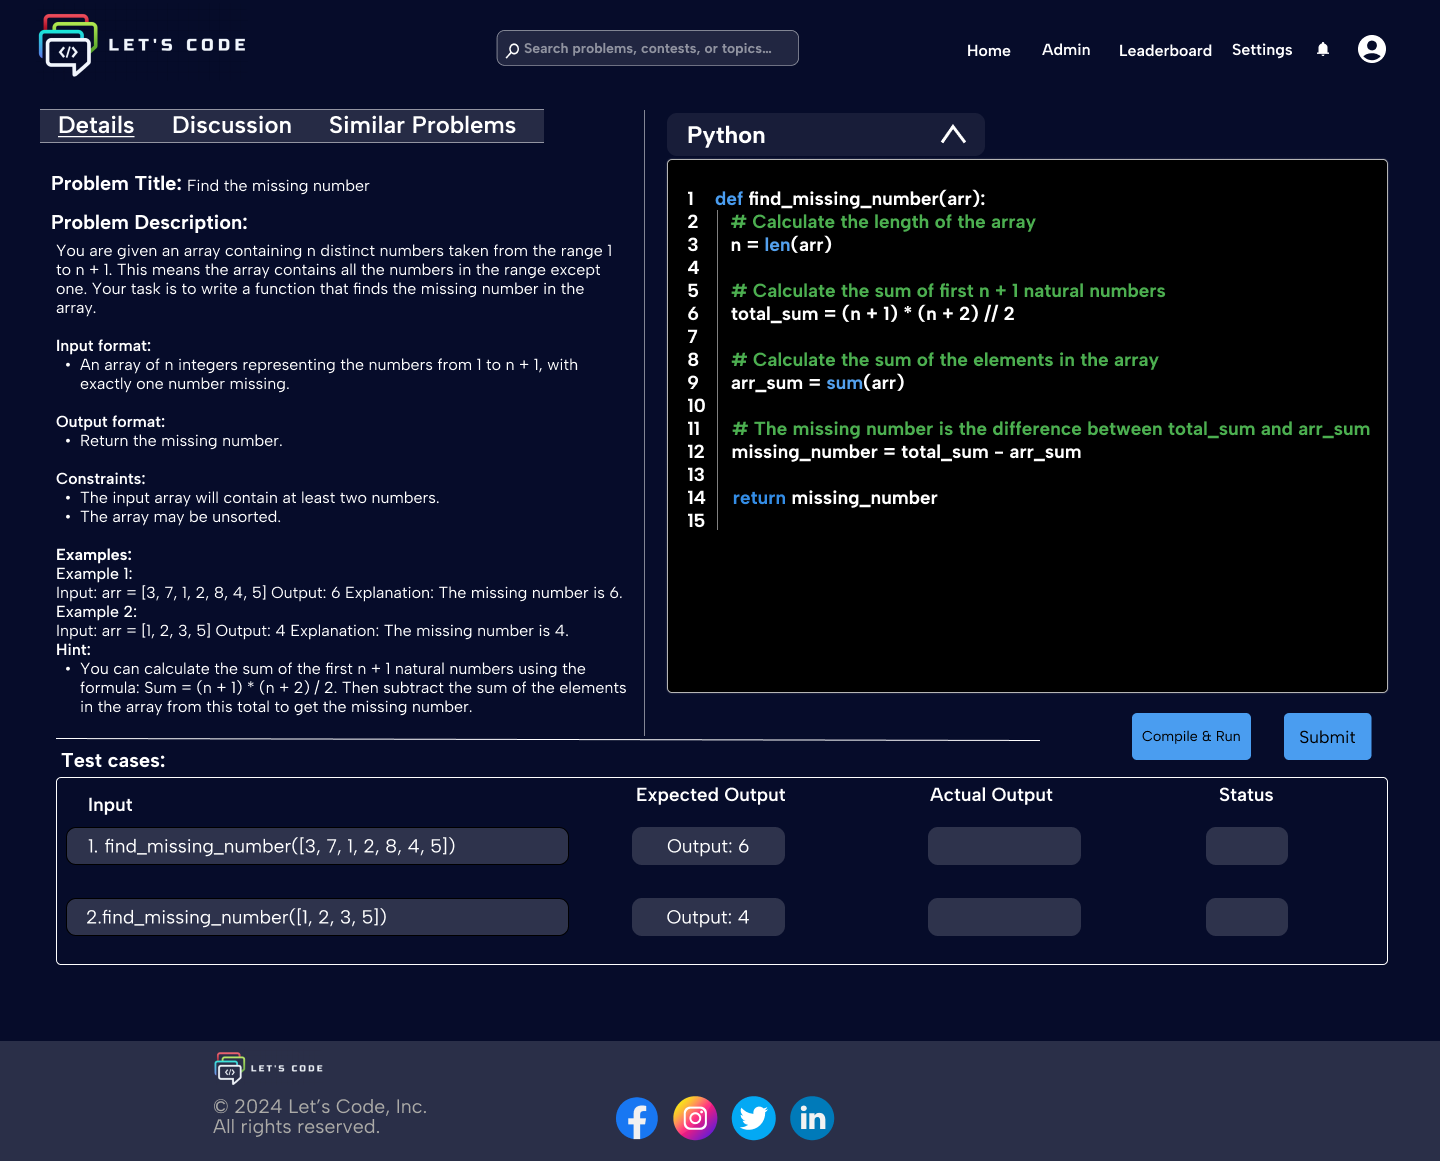 LET'S CODE
Search problems, contests, or topics...
Home
Admin
Leaderboard
Settings
Details
Discussion
Similar Problems
Problem Title: Find the missing number
Problem Description:
You are given an array containing n distinct numbers taken from the range 1
to n + 1. This means the array contains all the numbers in the range except
one. Your task is to write a function that finds the missing number in the
array.
Input format:
• An array of n integers representing the numbers from 1 to n + 1, with
exactly one number missing.
Output format:
• Return the missing number.
Constraints:
• The input array will contain at least two numbers.
• The array may be unsorted.
Examples:
Example 1:
Input: arr = [3, 7, 1, 2, 8, 4, 5] Output: 6 Explanation: The missing number is 6.
Example 2:
Input: arr = [1, 2, 3, 5] Output: 4 Explanation: The missing number is 4.
Hint:
• You can calculate the sum of the first n + 1 natural numbers using the
formula: Sum = (n + 1) * (n + 2) / 2. Then subtract the sum of the elements
in the array from this total to get the missing number.
Python
1 def find_missing_number(arr):
2 # Calculate the length of the array
3 n = len(arr)
4
5 # Calculate the sum of first n + 1 natural numbers
6 total_sum = (n + 1) * (n + 2) // 2
7
8 # Calculate the sum of the elements in the array
9 arr_sum = sum(arr)
10
11 # The missing number is the difference between total_sum and arr_sum
12 missing_number = total_sum - arr_sum
13
14 return missing_number
15
Compile & Run
Submit
Test cases:
Input
Expected Output
Actual Output
Status
1. find_missing_number([3, 7, 1, 2, 8, 4, 5])
Output: 6
2.find_missing_number([1, 2, 3, 5])
Output: 4
LET'S CODE
© 2024 Let's Code, Inc.
All rights reserved.